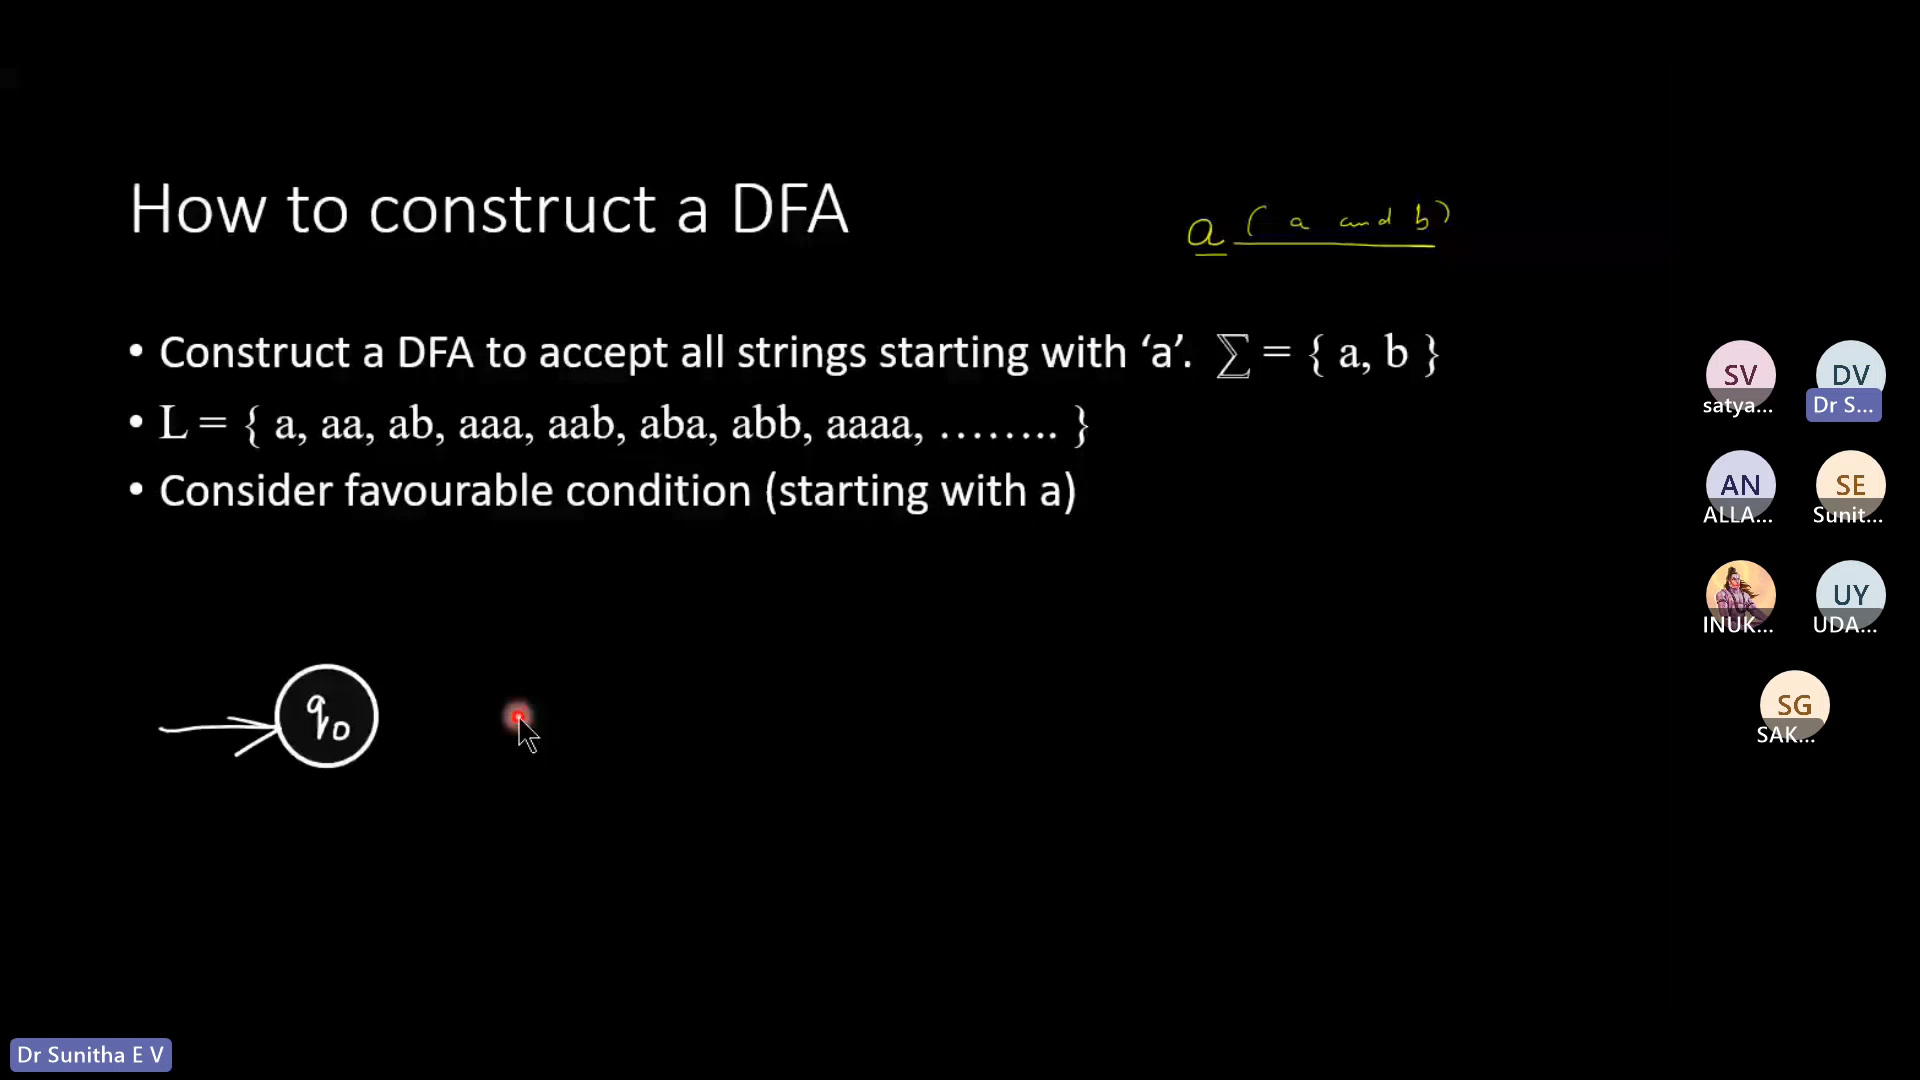 How to construct a DFA
a ( a and b )
• Construct a DFA to accept all strings starting with ‘a’. ∑ = { a, b }
• L = { a, aa, ab, aaa, aab, aba, abb, aaaa, …….. }
• Consider favourable condition (starting with a)
q0
SV
satya...
DV
Dr S...
AN
ALLA...
SE
Sunit...
INUK...
UY
UDA...
SG
SAK...
Dr Sunitha E V